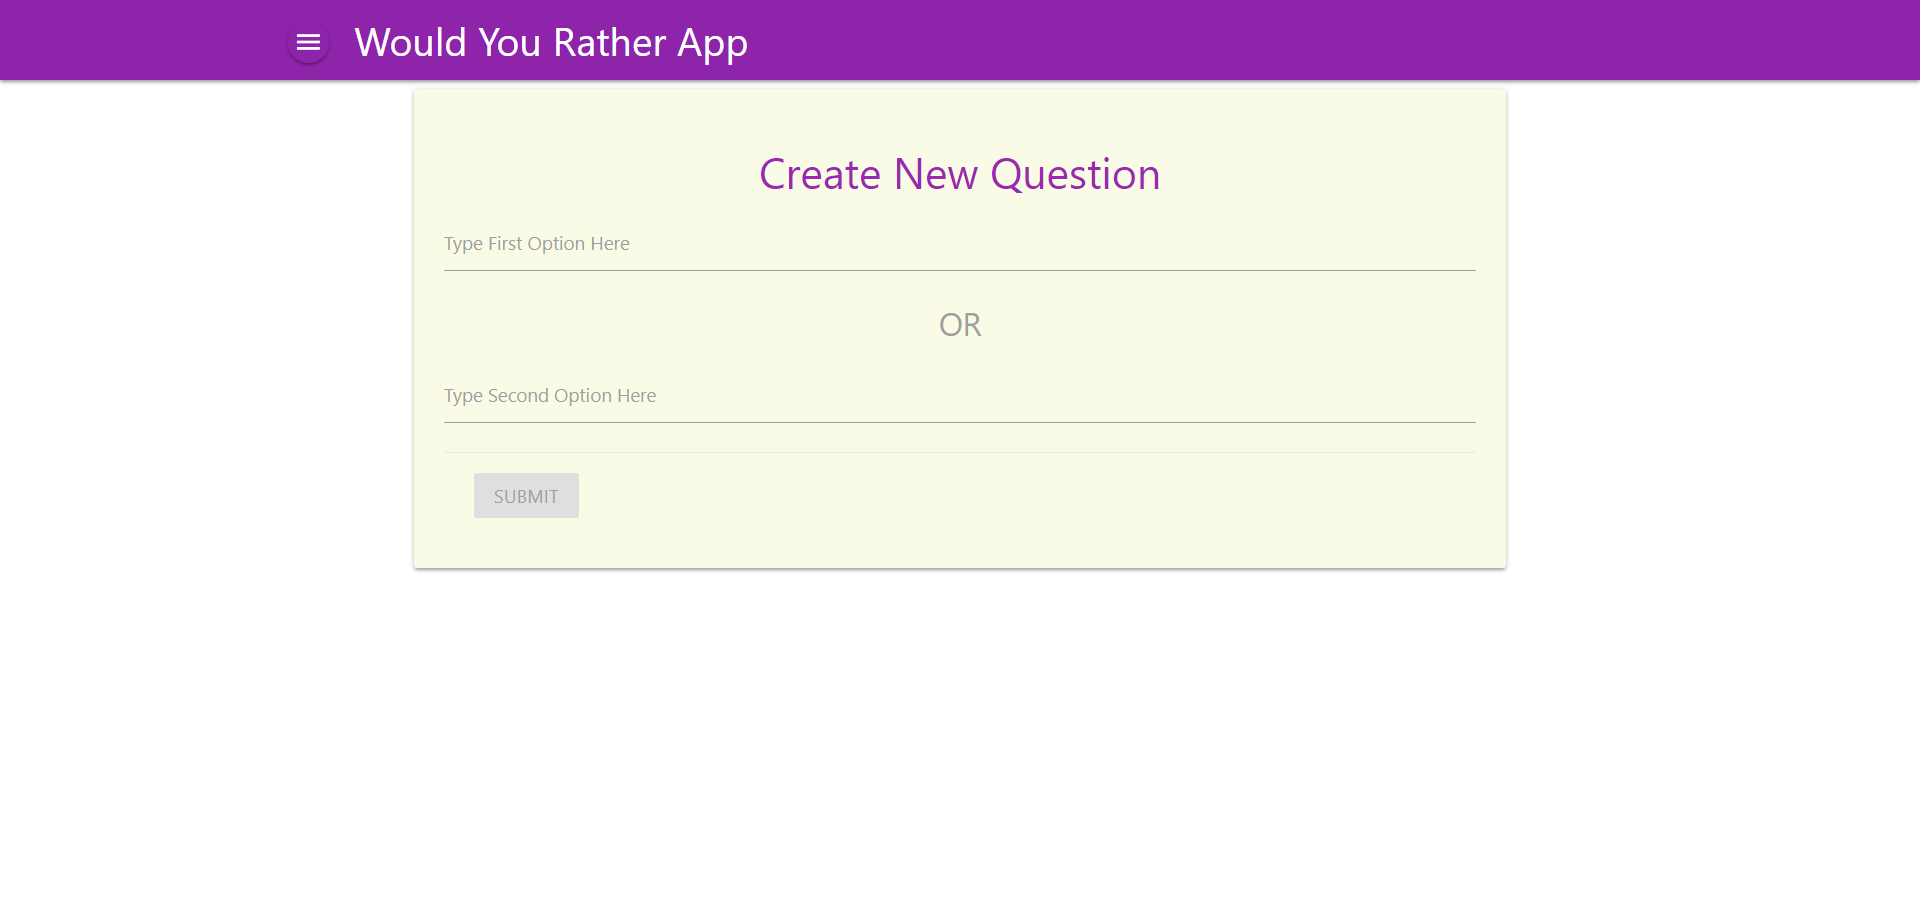 Would You Rather App
Create New Question
Type First Option Here
OR
Type Second Option Here
SUBMIT